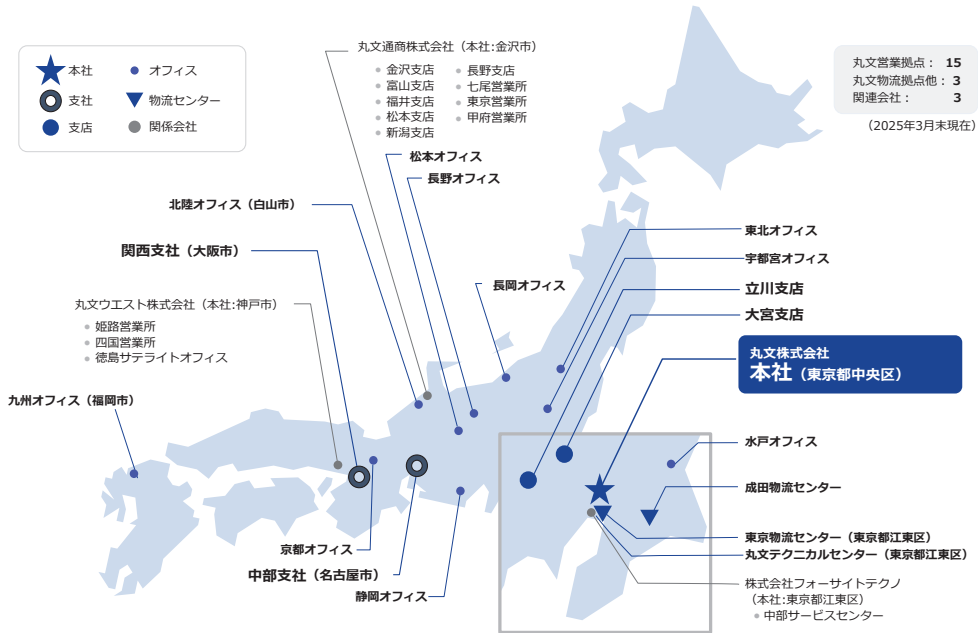 本社
オフィス
支社
物流センター
支店
関係会社
丸文通商株式会社（本社:金沢市）
金沢支店
長野支店
富山支店
七尾営業所
福井支店
東京営業所
松本支店
甲府営業所
新潟支店
丸文営業拠点： 15
丸文物流拠点他： 3
関連会社： 3
（2025年3月末現在）
松本オフィス
長野オフィス
北陸オフィス（白山市）
関西支社（大阪市）
長岡オフィス
丸文ウエスト株式会社（本社:神戸市）
姫路営業所
四国営業所
徳島サテライトオフィス
九州オフィス（福岡市）
東北オフィス
宇都宮オフィス
立川支店
大宮支店
丸文株式会社
本社（東京都中央区）
水戸オフィス
成田物流センター
東京物流センター（東京都江東区）
丸文テクニカルセンター（東京都江東区）
株式会社フォーサイトテクノ
（本社:東京都江東区）
中部サービスセンター
京都オフィス
中部支社（名古屋市）
静岡オフィス